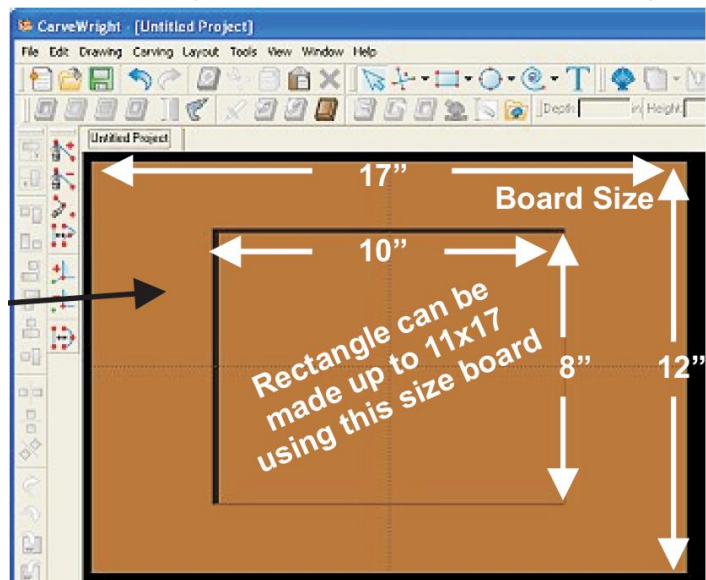 CarveWright - [Untitled Project]
File Edit Drawing Carving Layout Tools View Window Help
T
Depth: in Height:
Untitled Project
17”
Board Size
10”
Rectangle can be
made up to 11x17
using this size board
8”
12”